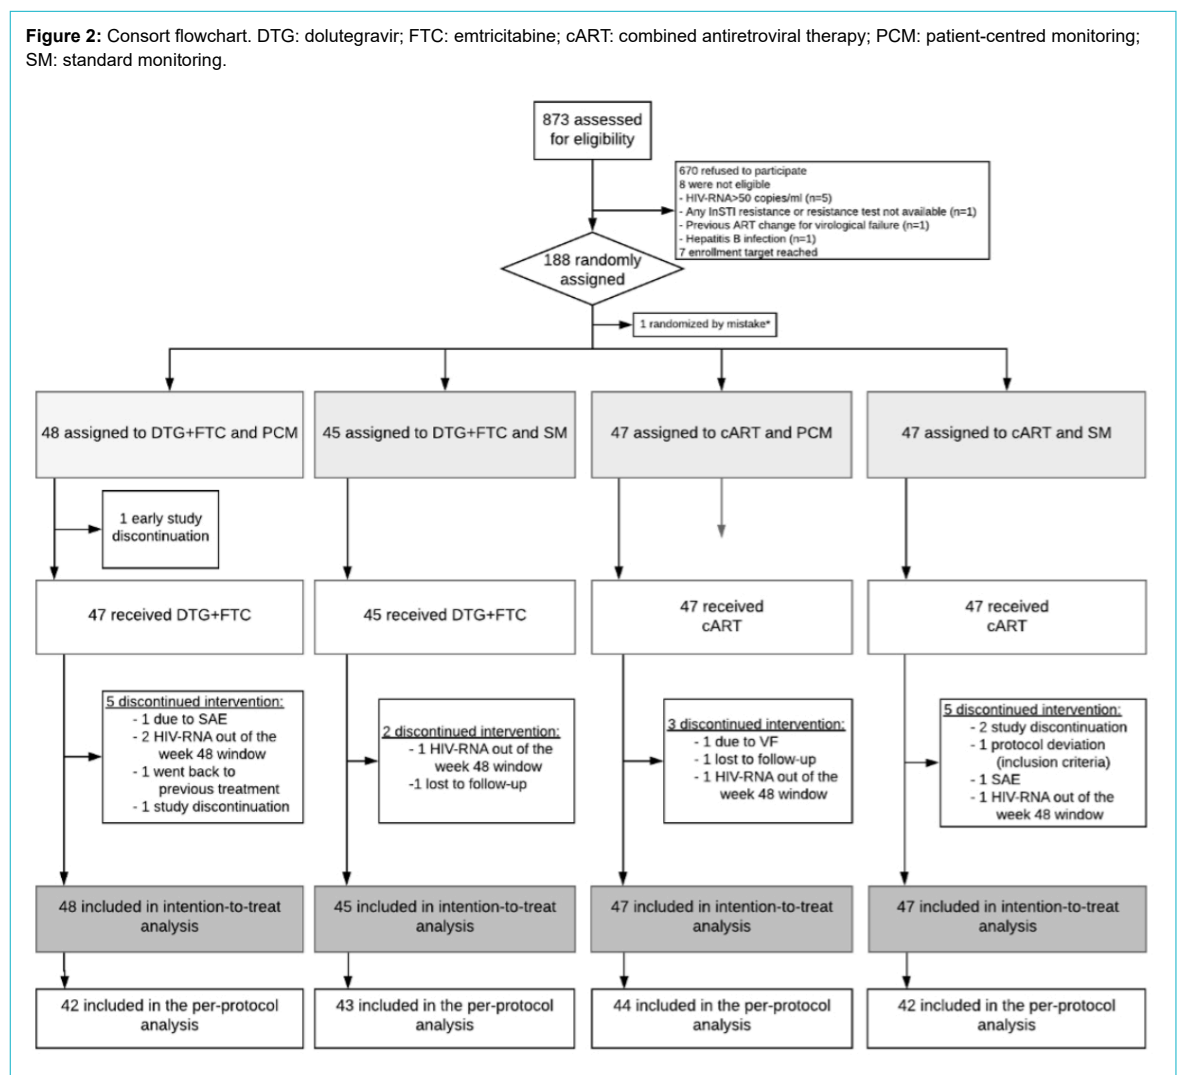 Figure 2: Consort flowchart. DTG: dolutegravir; FTC: emtricitabine; cART: combined antiretroviral therapy; PCM: patient-centred monitoring;
SM: standard monitoring.
873 assessed
for eligibility
670 refused to participate
8 were not eligible
- HIV-RNA>50 copies/ml (n=5)
- Any InSTI resistance or resistance test not available (n=1)
- Previous ART change for virological failure (n=1)
- Hepatitis B infection (n=1)
7 enrollment target reached
188 randomly
assigned
1 randomized by mistake*
48 assigned to DTG+FTC and PCM
45 assigned to DTG+FTC and SM
47 assigned to cART and PCM
47 assigned to cART and SM
1 early study
discontinuation
47 received DTG+FTC
45 received DTG+FTC
47 received
cART
47 received
cART
5 discontinued intervention:
- 1 due to SAE
- 2 HIV-RNA out of the
week 48 window
- 1 went back to
previous treatment
- 1 study discontinuation
2 discontinued intervention:
- 1 HIV-RNA out of the
week 48 window
-1 lost to follow-up
3 discontinued intervention:
- 1 due to VF
- 1 lost to follow-up
- 1 HIV-RNA out of the
week 48 window
5 discontinued intervention:
- 2 study discontinuation
- 1 protocol deviation
(inclusion criteria)
- 1 SAE
- 1 HIV-RNA out of the
week 48 window
48 included in intention-to-treat
analysis
45 included in intention-to-treat
analysis
47 included in intention-to-treat
analysis
47 included in intention-to-treat
analysis
42 included in the per-protocol
analysis
43 included in the per-protocol
analysis
44 included in the per-protocol
analysis
42 included in the per-protocol
analysis